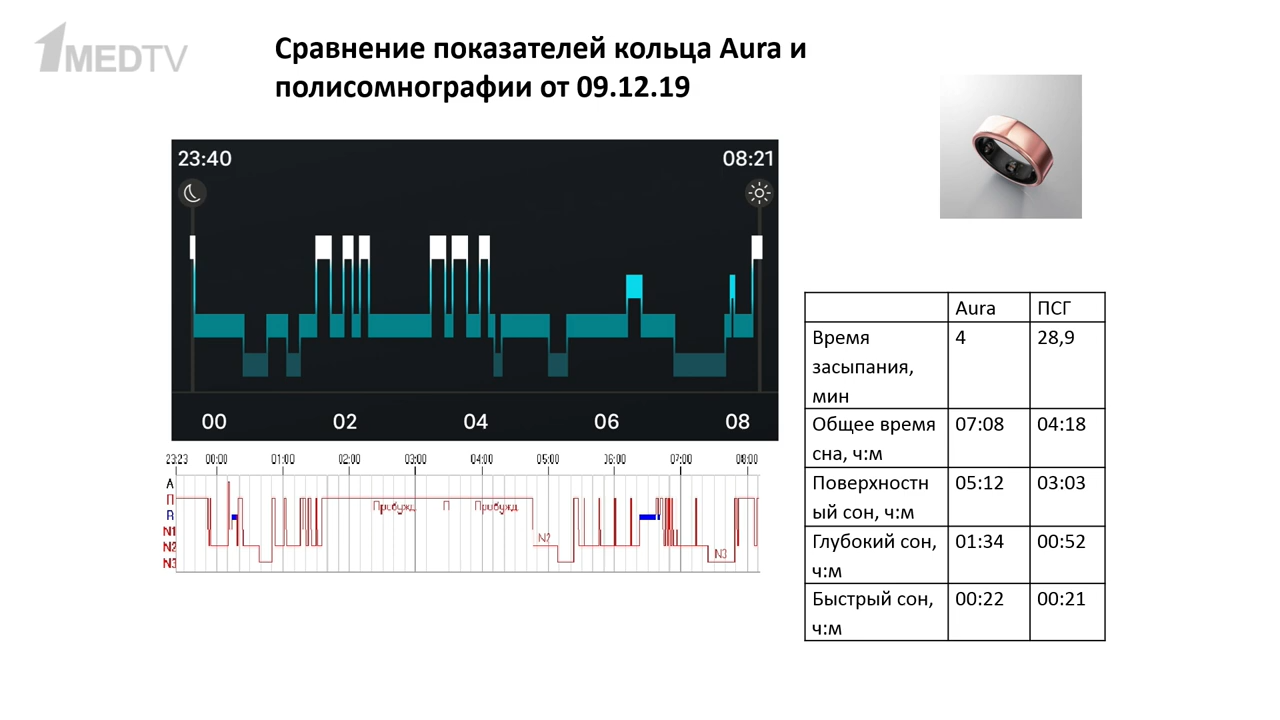 1MEDTV
Сравнение показателей кольца Aura и
полисомнографии от 09.12.19
23:40
08:21
00 02 04 06 08
23:23 00:00 01:00 02:00 03:00 04:00 05:00 06:00 07:00 08:00
A
П
R
N1
N2
N3
Прибужд. П Прибужд.
N2
N3
Aura ПСГ
Время 4 28,9
засыпания,
мин
Общее время 07:08 04:18
сна, ч:м
Поверхностн 05:12 03:03
ый сон, ч:м
Глубокий сон, 01:34 00:52
ч:м
Быстрый сон, 00:22 00:21
ч:м